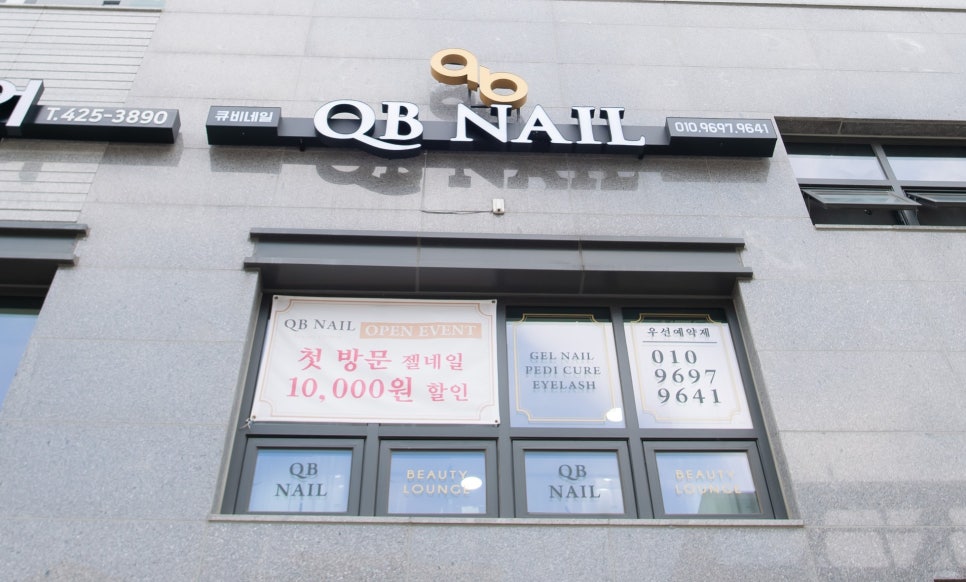 T.425-3890
qb
큐비네일
QB NAIL
010.9697.9641
QB NAIL OPEN EVENT
첫 방문 젤네일
10,000원 할인
GEL NAIL
PEDI CURE
EYELASH
우선예약제
010
9697
9641
QB
NAIL
BEAUTY
LOUNGE
QB
NAIL
BEAUTY
LOUNGE